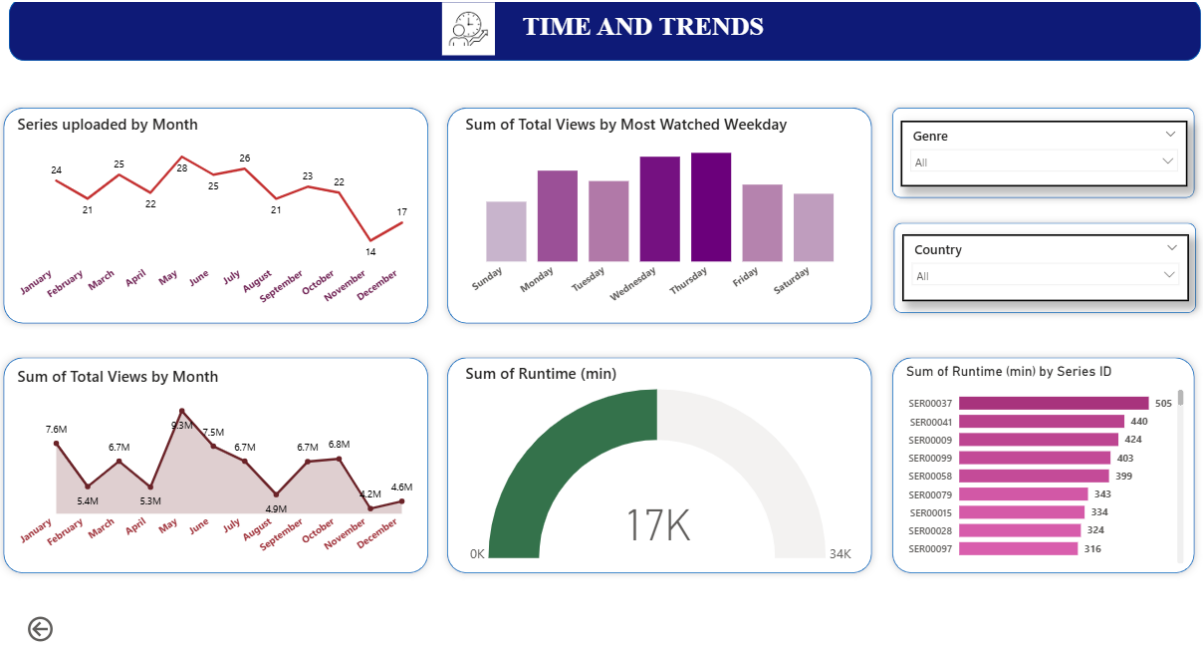 TIME AND TRENDS
Series uploaded by Month
24
21
25
22
28
25
26
21
23
22
14
17
January
February
March
April
May
June
July
August
September
October
November
December
Sum of Total Views by Most Watched Weekday
Sunday
Monday
Tuesday
Wednesday
Thursday
Friday
Saturday
Genre
All
Country
All
Sum of Total Views by Month
7.6M
5.4M
6.7M
5.3M
9.3M
7.5M
6.7M
4.9M
6.7M
6.8M
4.2M
4.6M
January
February
March
April
May
June
July
August
September
October
November
December
Sum of Runtime (min)
17K
0K
34K
Sum of Runtime (min) by Series ID
SER00037 505
SER00041 440
SER00009 424
SER00099 403
SER00058 399
SER00079 343
SER00015 334
SER00028 324
SER00097 316